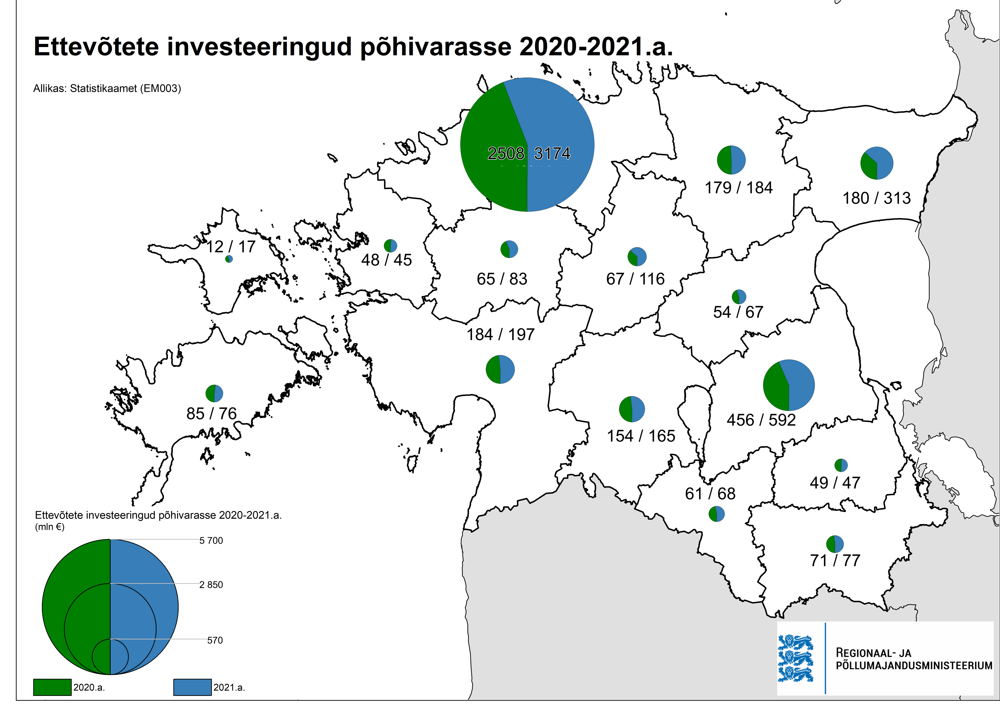 Ettevõtete investeeringud põhivarasse 2020-2021.a.
Allikas: Statistikaamet (EM003)
2508 3174
179 / 184
180 / 313
12 / 17
48 / 45
65 / 83
67 / 116
54 / 67
184 / 197
85 / 76
154 / 165
456 / 592
49 / 47
61 / 68
71 / 77
Ettevõtete investeeringud põhivarasse 2020-2021.a.
(mln €)
5 700
2 850
570
2020.a.
2021.a.
REGIONAAL- JA
PÕLLUMAJANDUSMINISTEERIUM